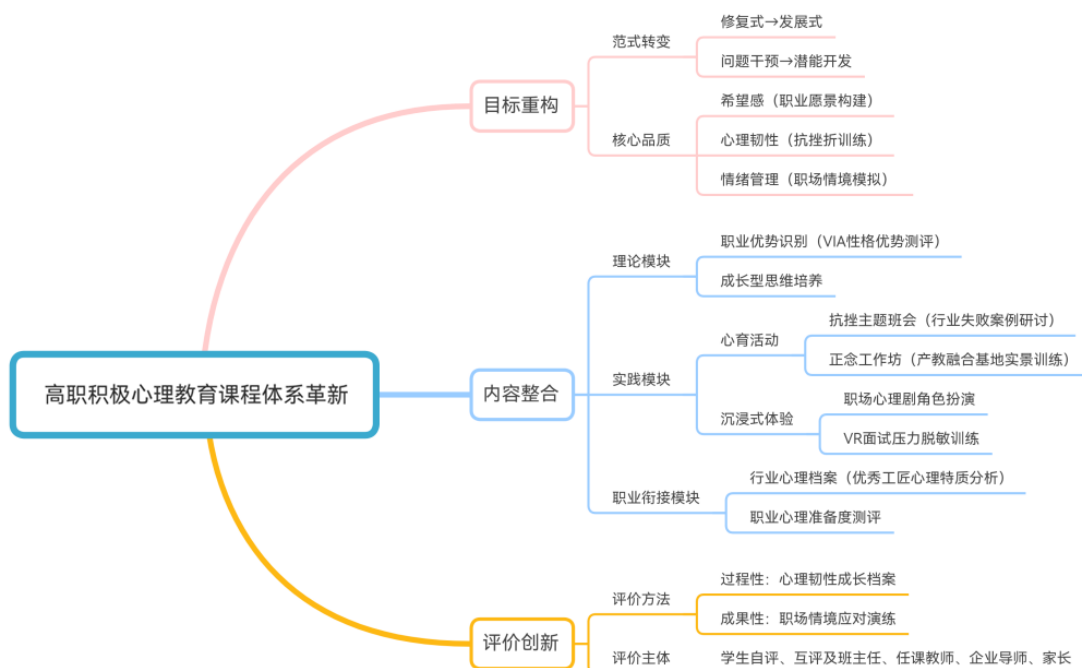 高职积极心理教育课程体系革新
目标重构
范式转变
修复式→发展式
问题干预→潜能开发
核心品质
希望感（职业愿景构建）
心理韧性（抗挫折训练）
情绪管理（职场情境模拟）
内容整合
理论模块
职业优势识别（VIA性格优势测评）
成长型思维培养
实践模块
心育活动
抗挫主题班会（行业失败案例研讨）
正念工作坊（产教融合基地实景训练）
沉浸式体验
职场心理剧角色扮演
VR面试压力脱敏训练
职业衔接模块
行业心理档案（优秀工匠心理特质分析）
职业心理准备度测评
评价创新
评价方法
过程性：心理韧性成长档案
成果性：职场情境应对演练
评价主体
学生自评、互评及班主任、任课教师、企业导师、家长